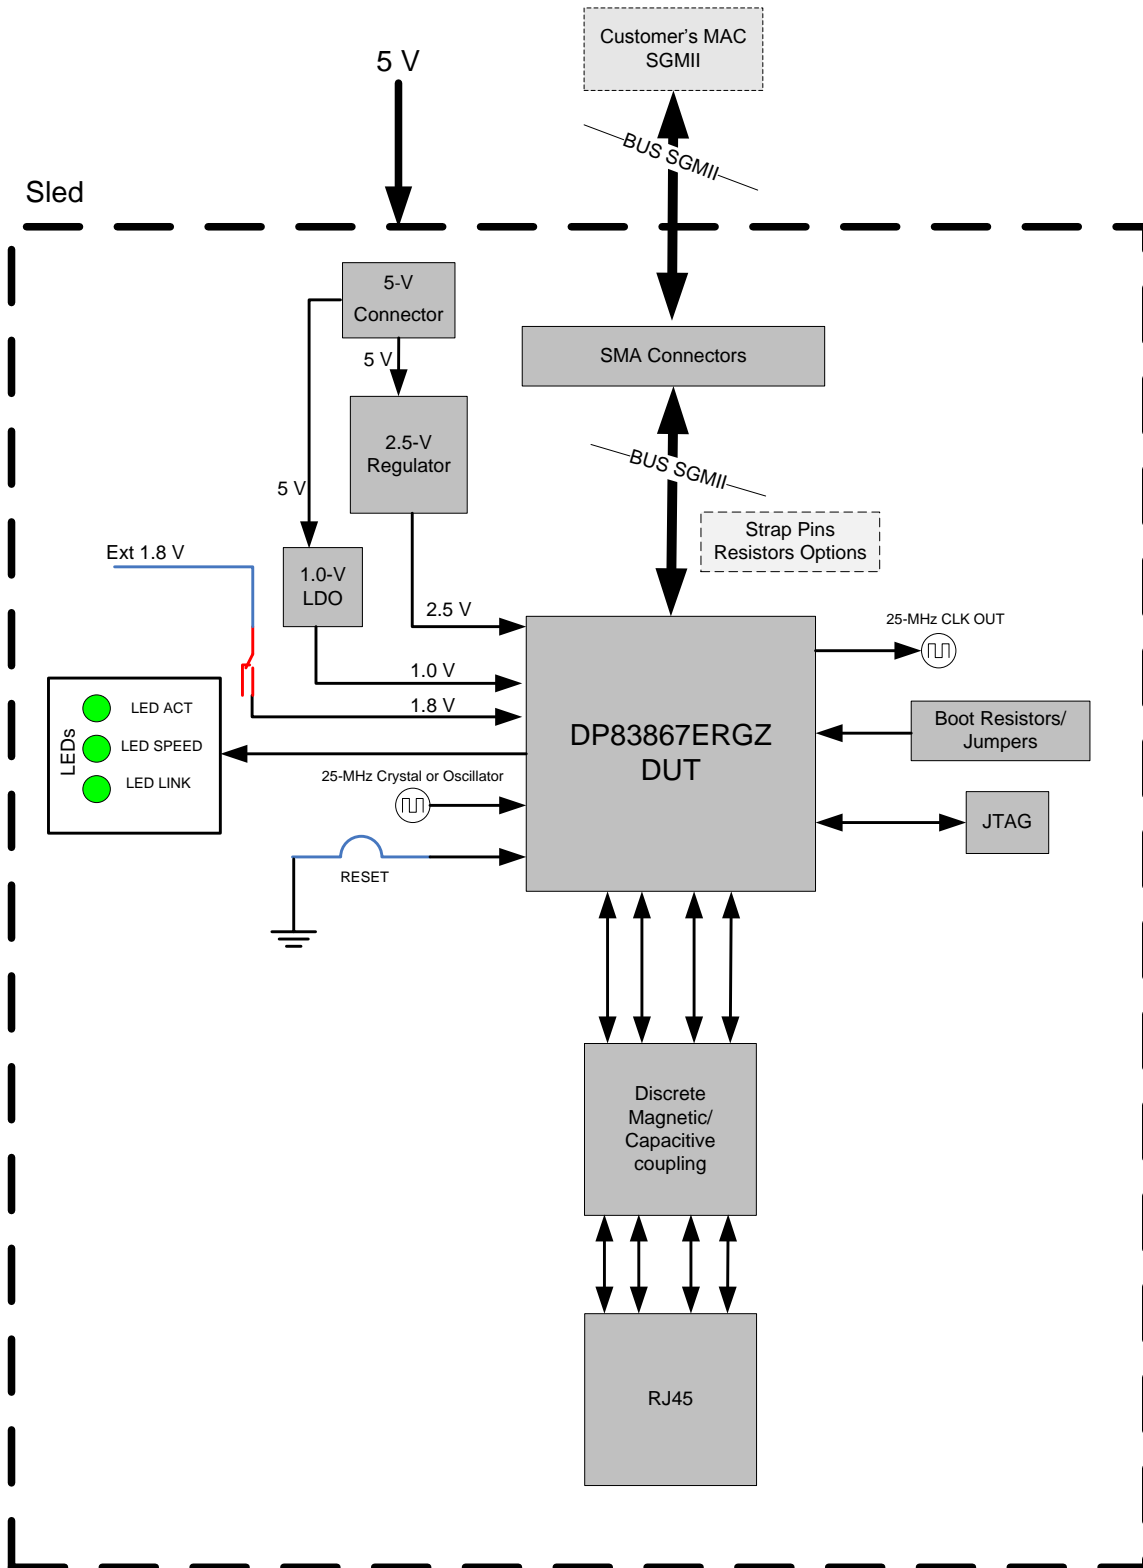 Customer's MAC
SGMII
5 V
BUS SGMII
Sled
5-V
Connector
5 V
SMA Connectors
2.5-V
Regulator
BUS SGMII
5 V
Strap Pins
Resistors Options
Ext 1.8 V
1.0-V
LDO
2.5 V
25-MHz CLK OUT
1.0 V
1.8 V
LEDs
LED ACT
LED SPEED
LED LINK
DP83867ERGZ
DUT
Boot Resistors/
Jumpers
25-MHz Crystal or Oscillator
JTAG
RESET
Discrete
Magnetic/
Capacitive
coupling
RJ45